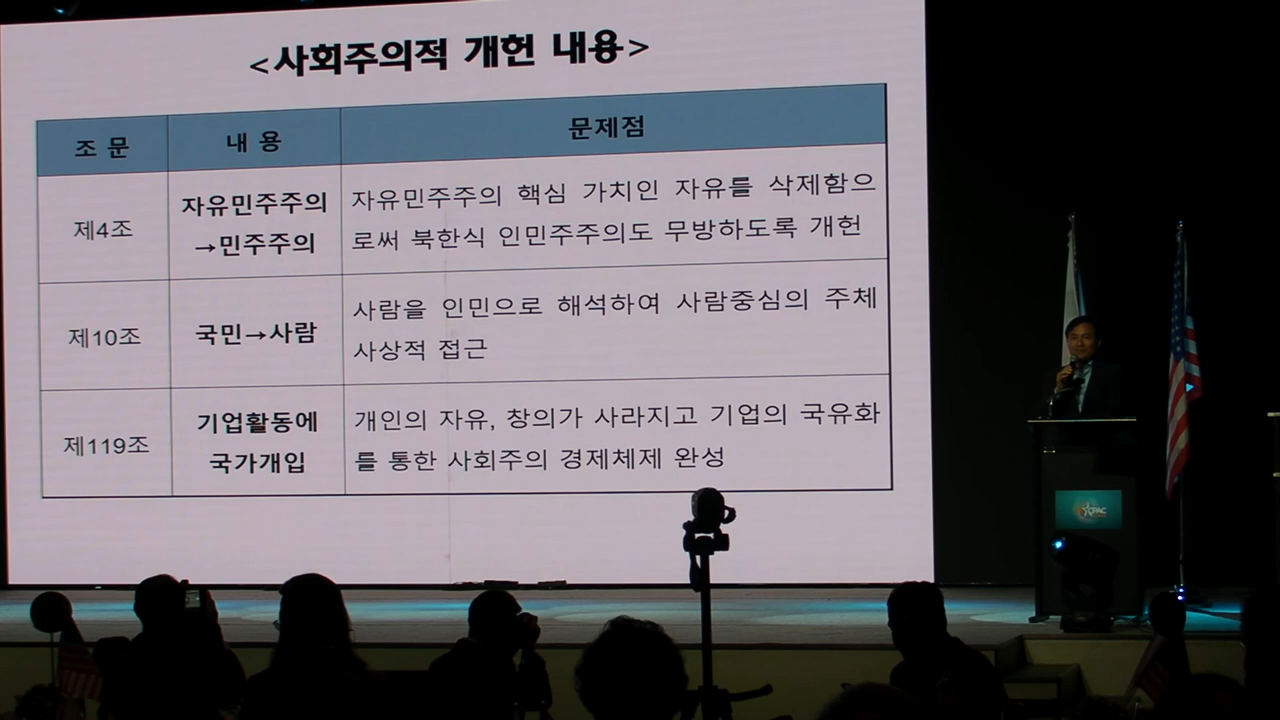 <사회주의적 개헌 내용>
조 문 내 용 문제점
제4조
자유민주주의
→민주주의
자유민주주의 핵심 가치인 자유를 삭제함으
로써 북한식 인민주주의도 무방하도록 개헌
제10조
국민→사람
사람을 인민으로 해석하여 사람중심의 주체
사상적 접근
제119조
기업활동에
국가개입
개인의 자유, 창의가 사라지고 기업의 국유화
를 통한 사회주의 경제체제 완성
CPAC